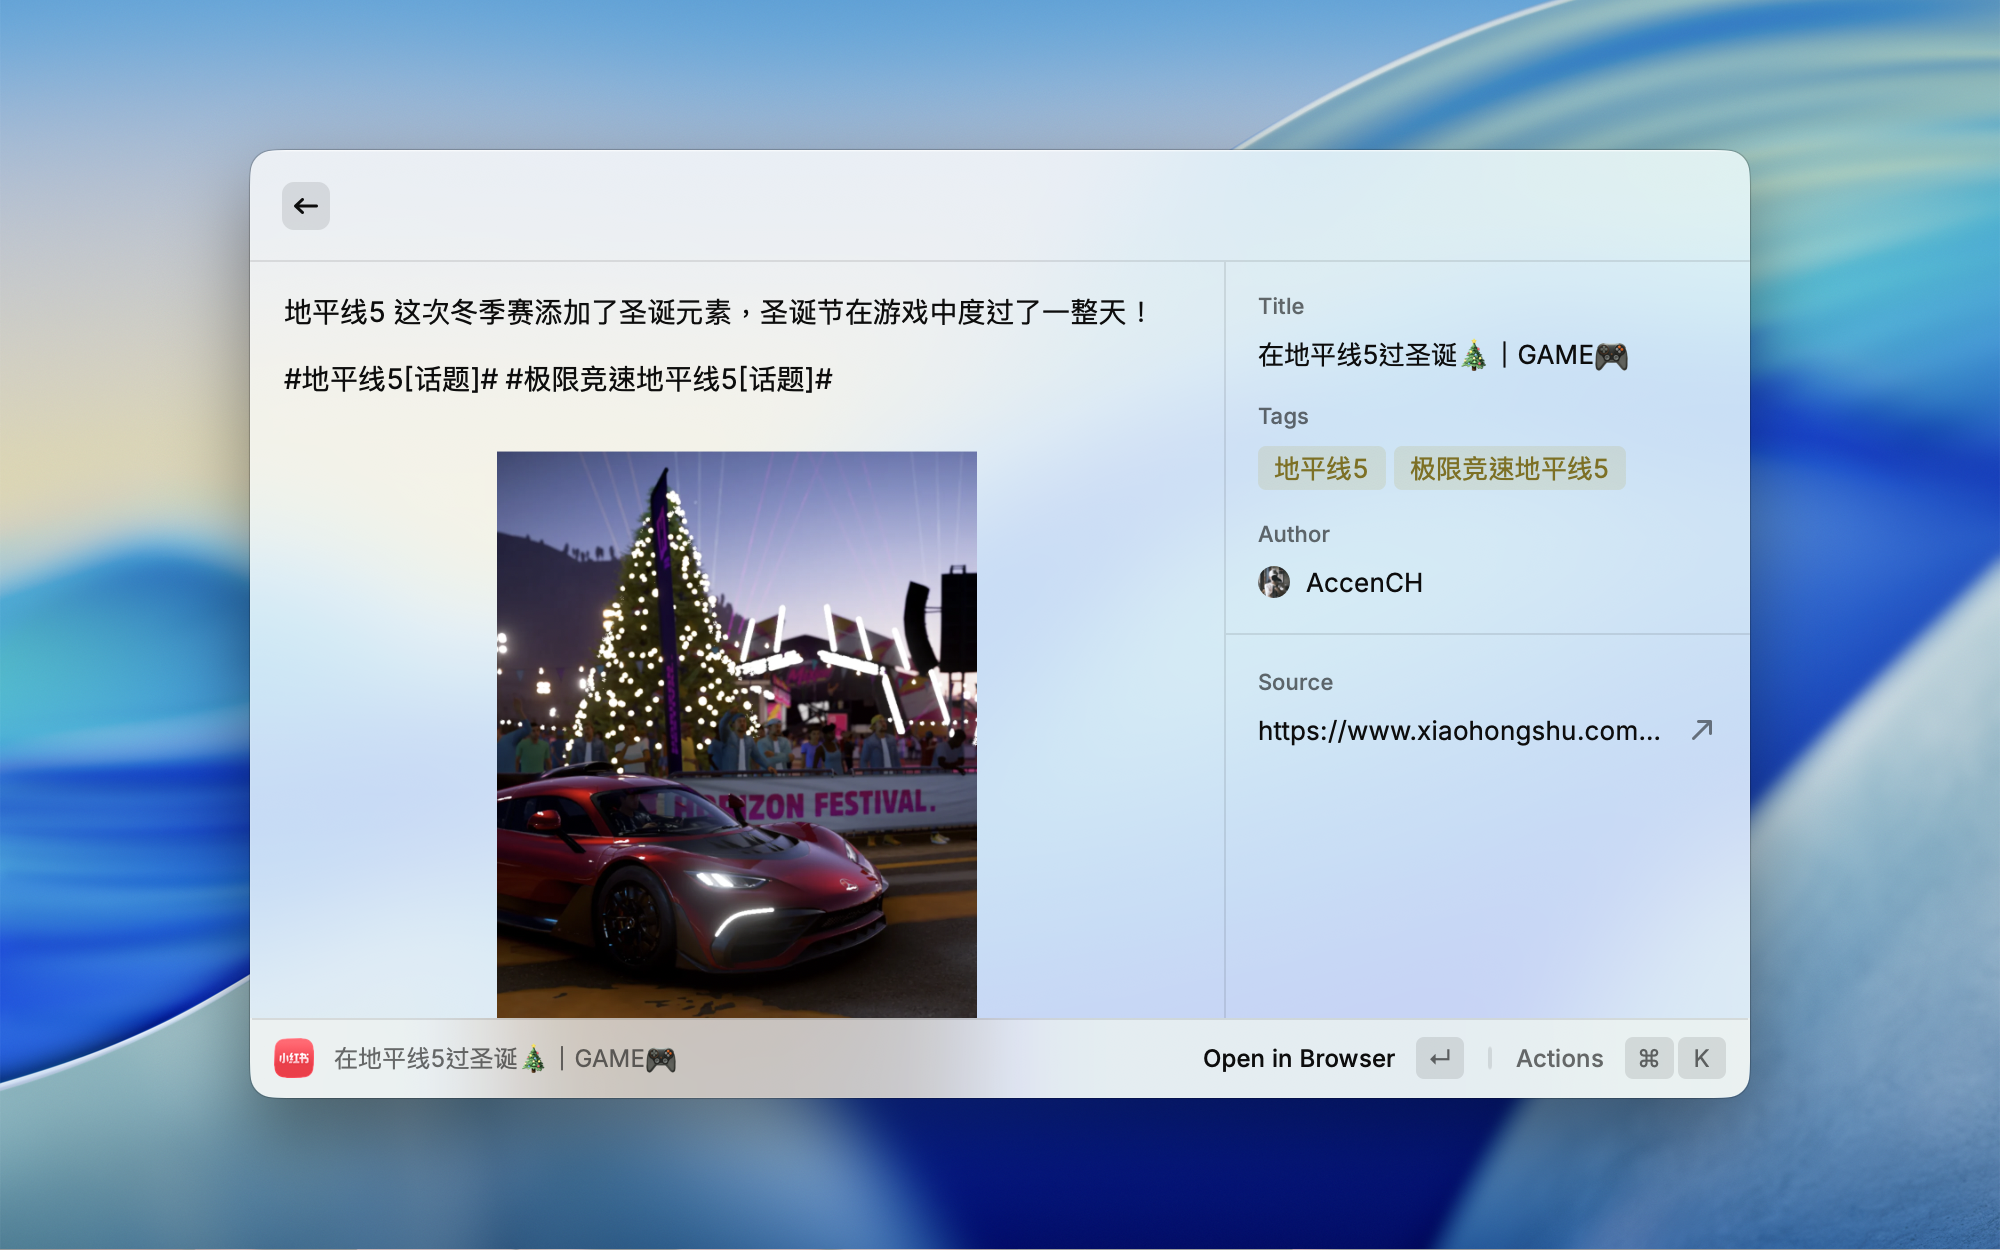 地平线5 这次冬季赛添加了圣诞元素，圣诞节在游戏中度过了一整天！
#地平线5[话题]# #极限竞速地平线5[话题]#
HORIZON FESTIVAL.
Title
在地平线5过圣诞🎄｜GAME🎮
Tags
地平线5 极限竞速地平线5
Author
AccenCH
Source
https://www.xiaohongshu.com...
小红书 在地平线5过圣诞🎄｜GAME🎮
Open in Browser Actions ⌘ K